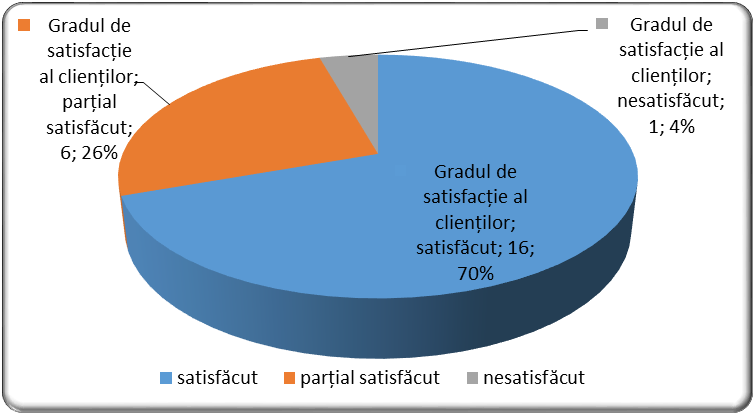 Gradul de
satisfacție
al clienților;
parțial
satisfăcut;
6; 26%
Gradul de
satisfacție al
clienților;
nesatisfăcut;
1; 4%
Gradul de
satisfacție al
clienților;
satisfăcut; 16;
70%
satisfăcut parțial satisfăcut nesatisfăcut